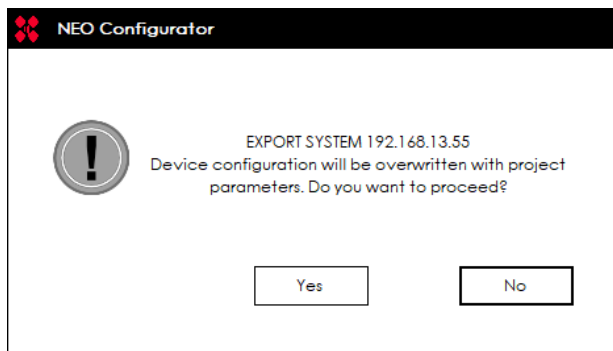 NEO Configurator
EXPORT SYSTEM 192.168.13.55
Device configuration will be overwritten with project
parameters. Do you want to proceed?
Yes
No